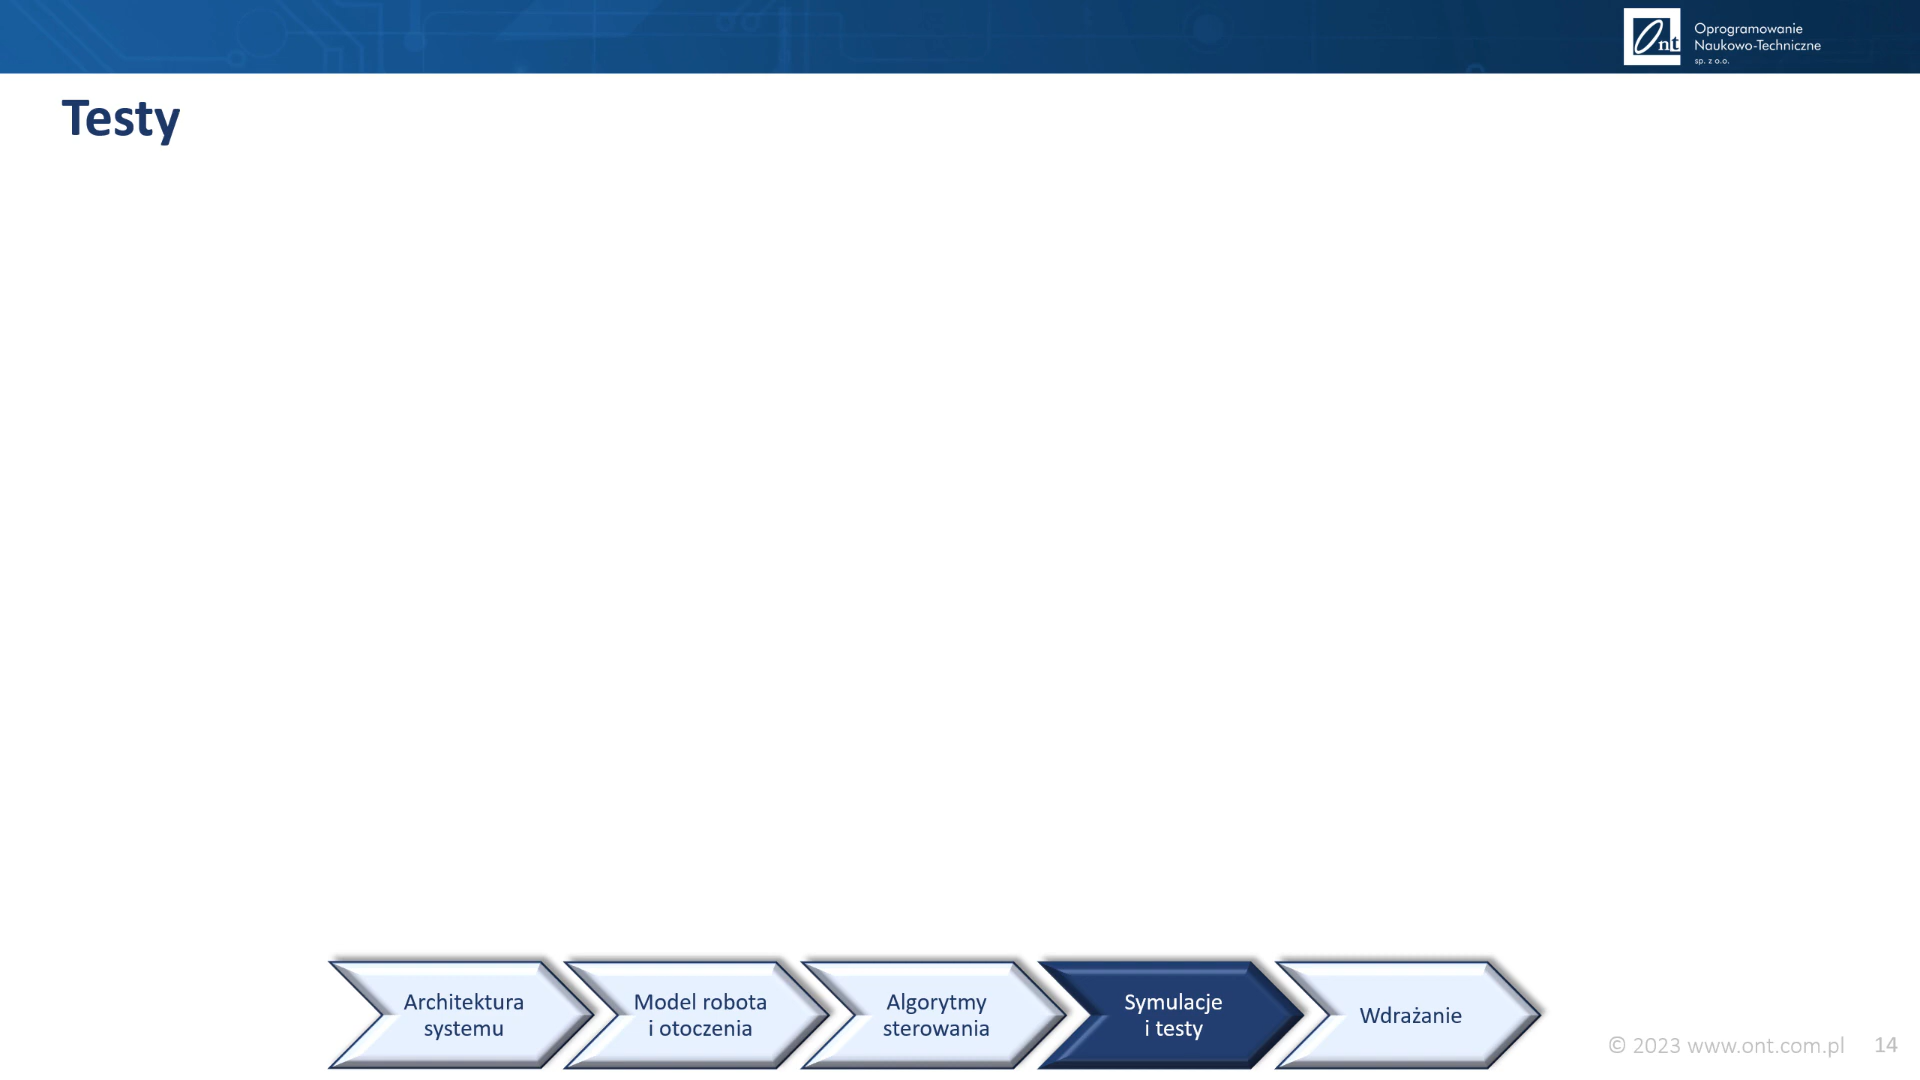 Ont
Oprogramowanie
Naukowo-Techniczne
sp. z o.o.
Testy
Architektura
systemu
Model robota
i otoczenia
Algorytmy
sterowania
Symulacje
i testy
Wdrażanie
© 2023 www.ont.com.pl 14